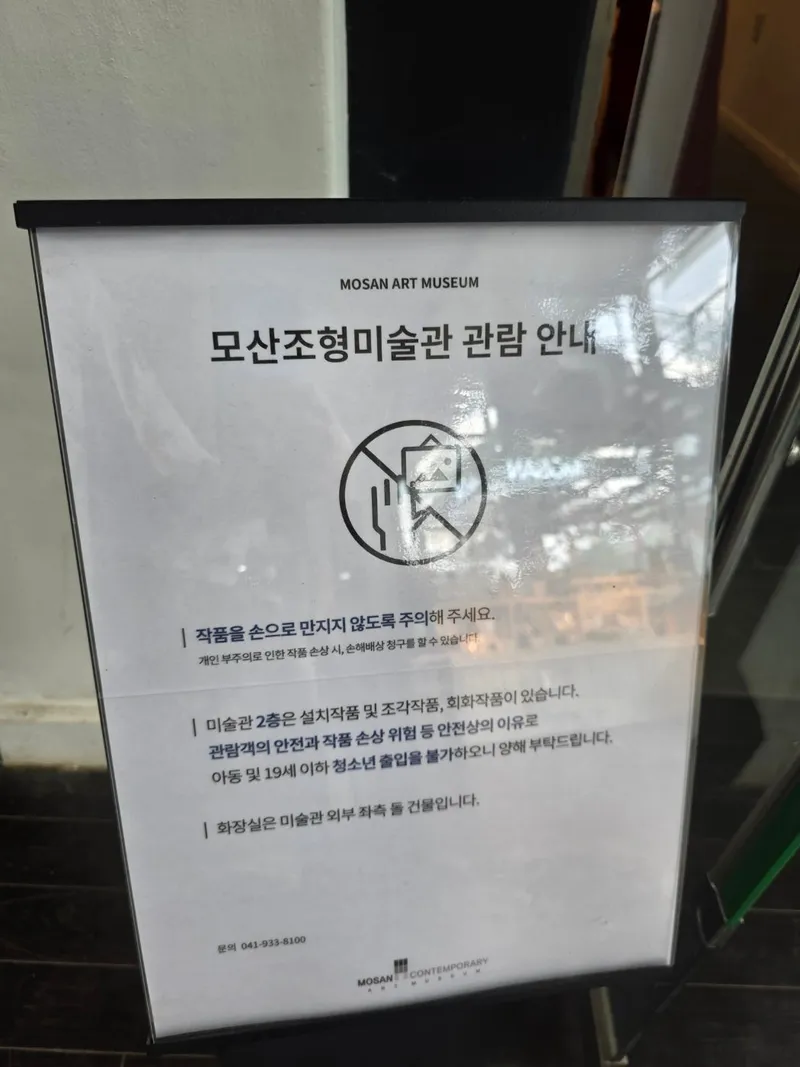 MOSAN ART MUSEUM
모산조형미술관 관람 안내
작품을 손으로 만지지 않도록 주의해 주세요.
개인 부주의로 인한 작품 손상 시, 손해배상 청구를 할 수 있습니다.
미술관 2층은 설치작품 및 조각작품, 회화작품이 있습니다.
관람객의 안전과 작품 손상 위험 등 안전상의 이유로
아동 및 19세 이하 청소년 출입을 불가하오니 양해 부탁드립니다.
화장실은 미술관 외부 좌측 돌 건물입니다.
문의 041-933-8100
MOSAN CONTEMPORARY
ART MUSEUM